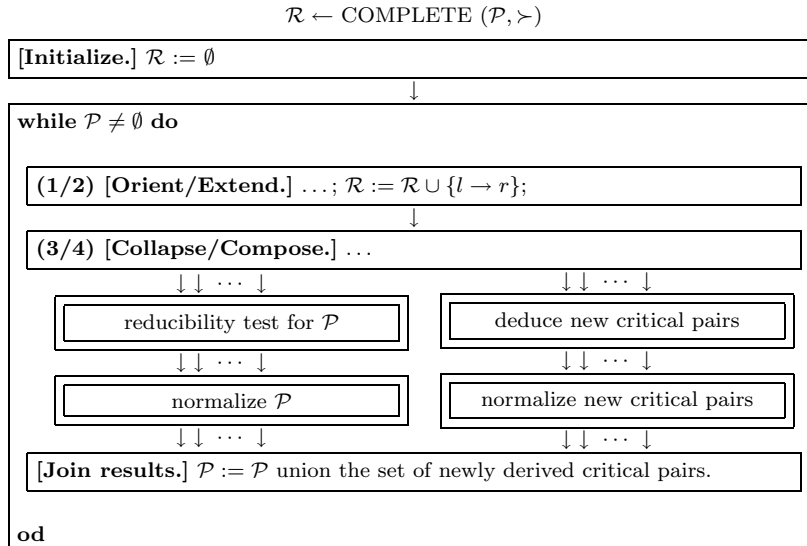 ℛ ← COMPLETE (𝒫, ≻)
[Initialize.] ℛ := ∅
↓
while 𝒫 ≠ ∅ do
(1/2) [Orient/Extend.] …; ℛ := ℛ ∪ {l → r};
↓
(3/4) [Collapse/Compose.] …
↓ ↓ ⋯ ↓ ↓ ↓ ⋯ ↓
reducibility test for 𝒫 deduce new critical pairs
↓ ↓ ⋯ ↓ ↓ ↓ ⋯ ↓
normalize 𝒫 normalize new critical pairs
↓ ↓ ⋯ ↓ ↓ ↓ ⋯ ↓
[Join results.] 𝒫 := 𝒫 union the set of newly derived critical pairs.
od